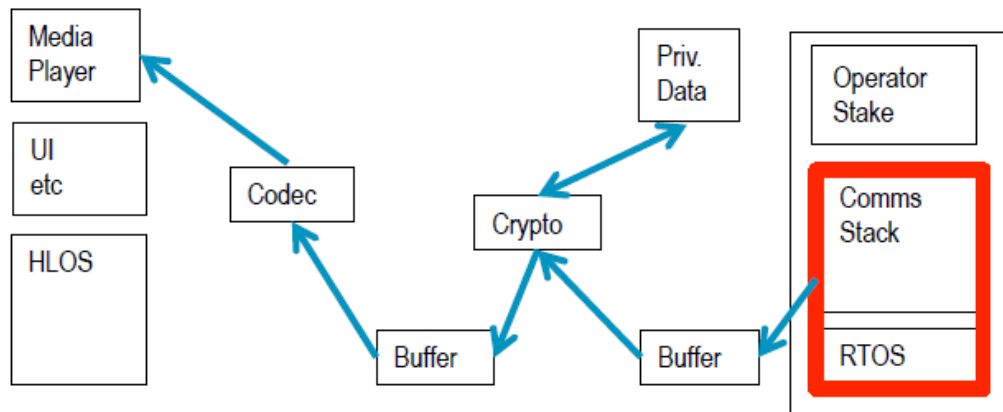 Media
Player
UI
etc
HLOS
Codec
Buffer
Crypto
Priv.
Data
Buffer
Operator
Stake
Comms
Stack
RTOS